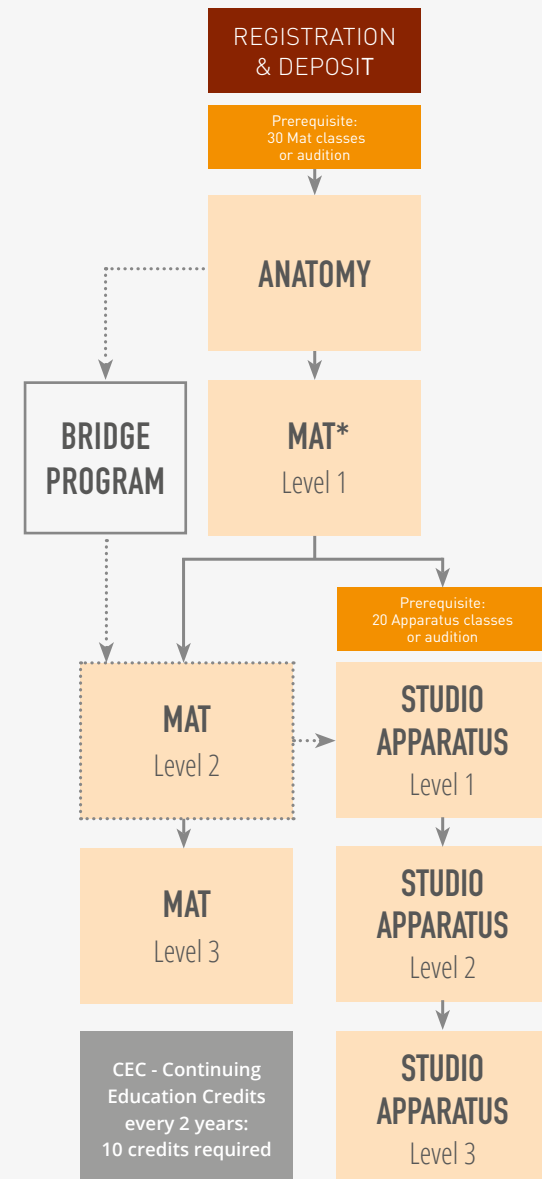 REGISTRATION
& DEPOSIT
Prerequisite:
30 Mat classes
or audition
ANATOMY
BRIDGE
PROGRAM
MAT*
Level 1
Prerequisite:
20 Apparatus classes
or audition
MAT
Level 2
STUDIO
APPARATUS
Level 1
MAT
Level 3
STUDIO
APPARATUS
Level 2
CEC - Continuing
Education Credits
every 2 years:
10 credits required
STUDIO
APPARATUS
Level 3